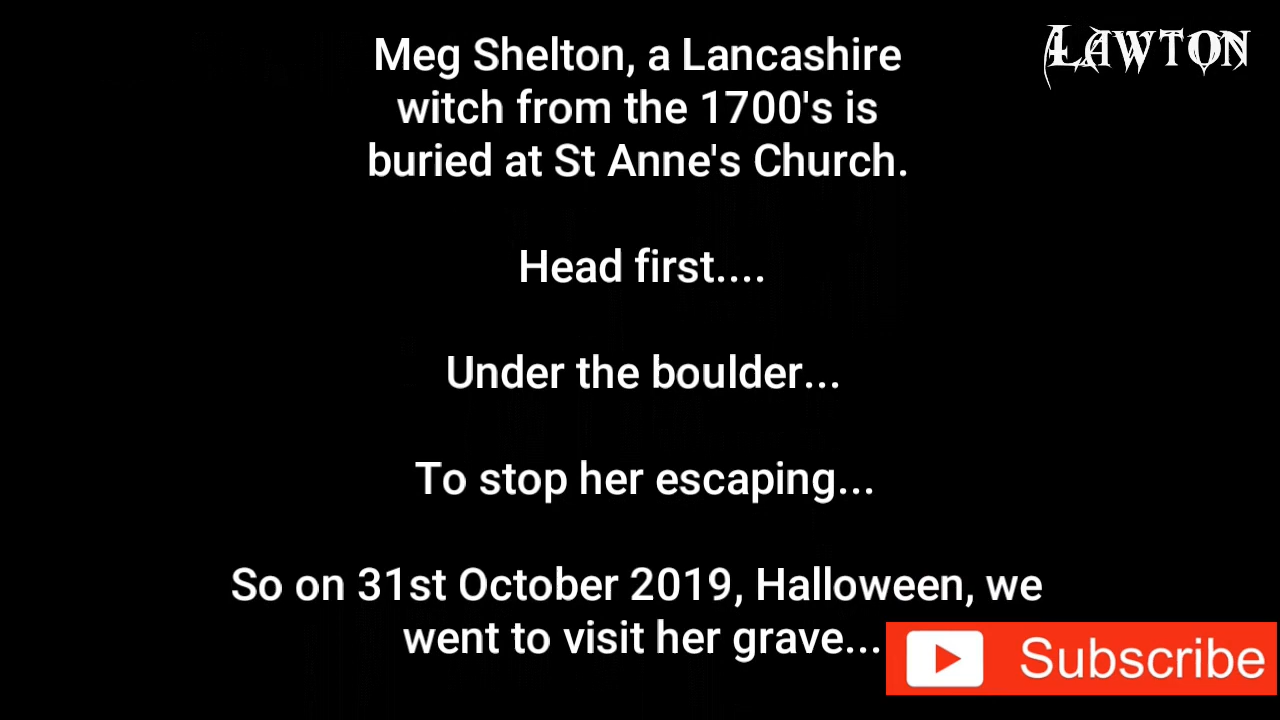 LAWTON
Meg Shelton, a Lancashire
witch from the 1700's is
buried at St Anne's Church.
Head first....
Under the boulder...
To stop her escaping...
So on 31st October 2019, Halloween, we
went to visit her grave...
Subscribe